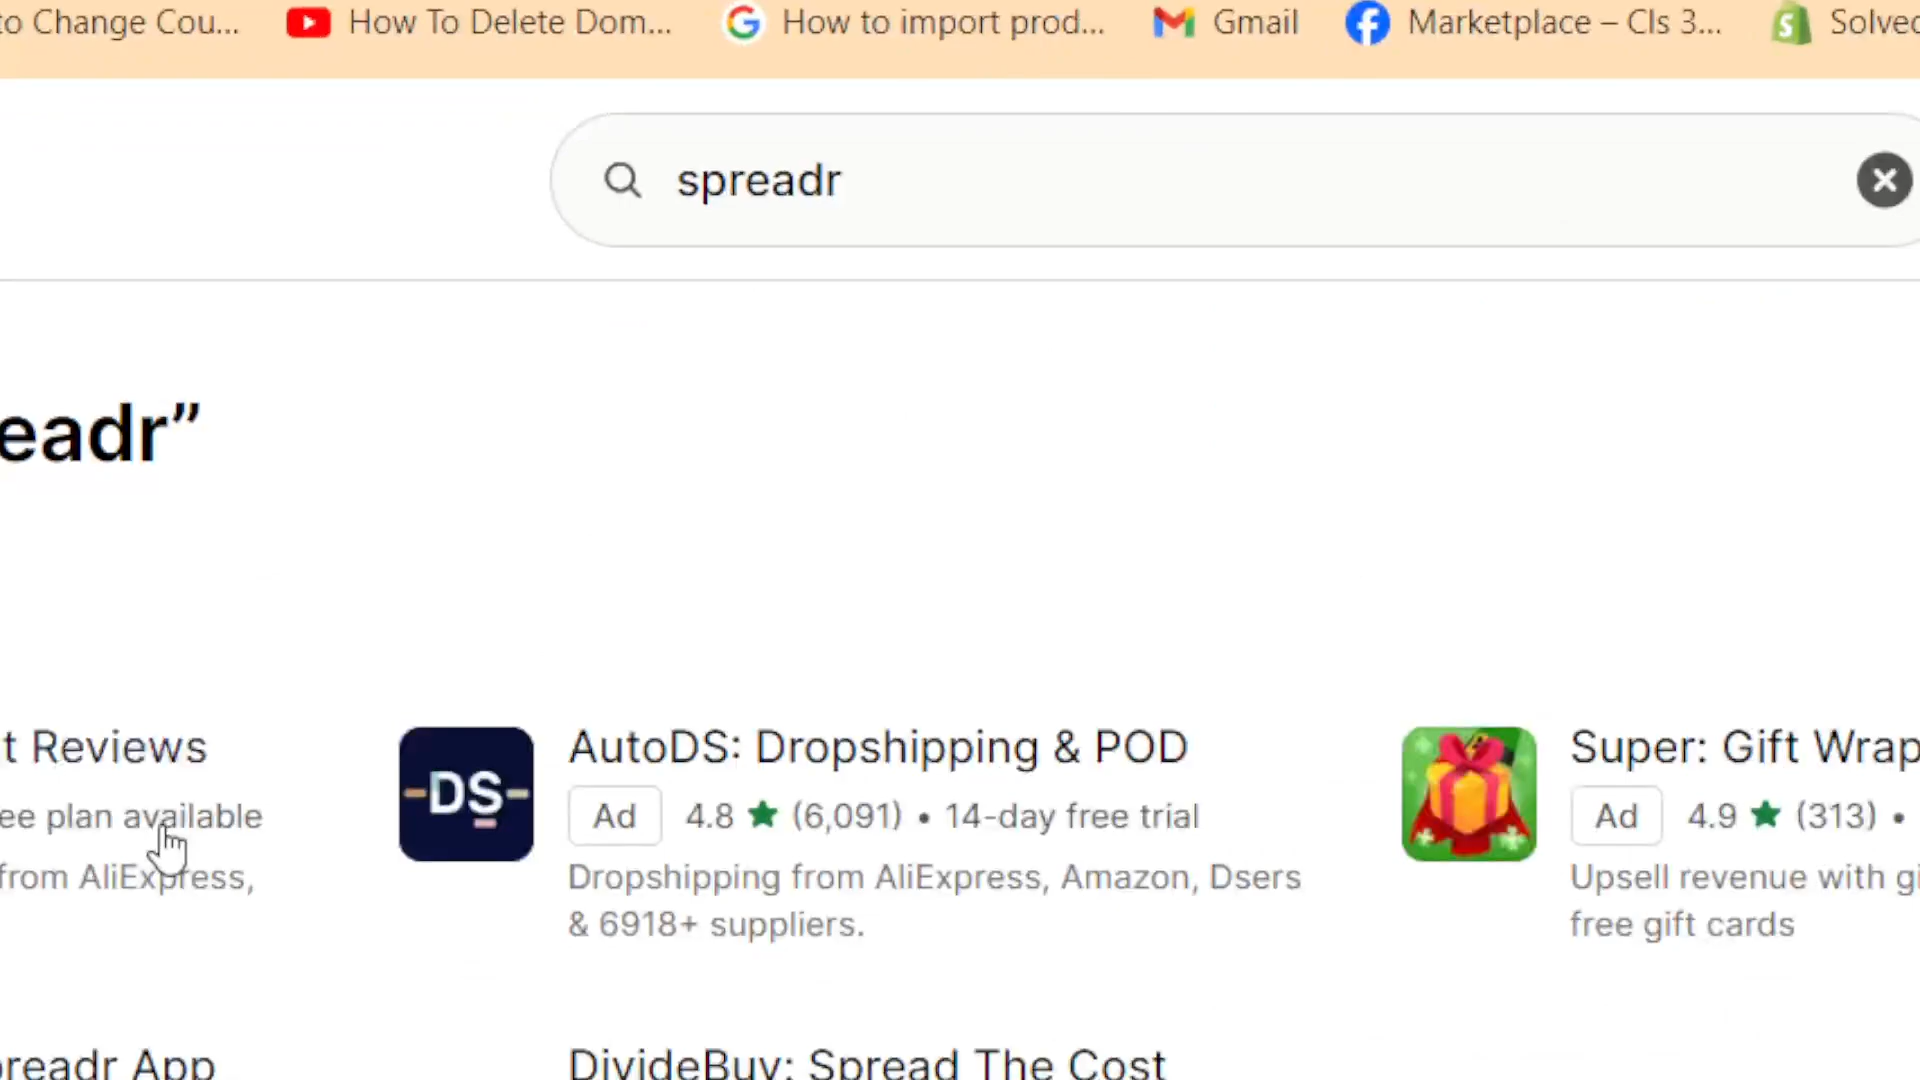 to Change Cou...
How To Delete Dom...
How to import prod...
Gmail
Marketplace – Cls 3...
Solved
spreadr
eadr”
t Reviews
ee plan available
from AliExpress,
DS
AutoDS: Dropshipping & POD
Ad 4.8 ★ (6,091) • 14-day free trial
Dropshipping from AliExpress, Amazon, Dsers
& 6918+ suppliers.
Super: Gift Wrap
Ad 4.9 ★ (313) •
Upsell revenue with gi
free gift cards
readr App
DivideBuy: Spread The Cost